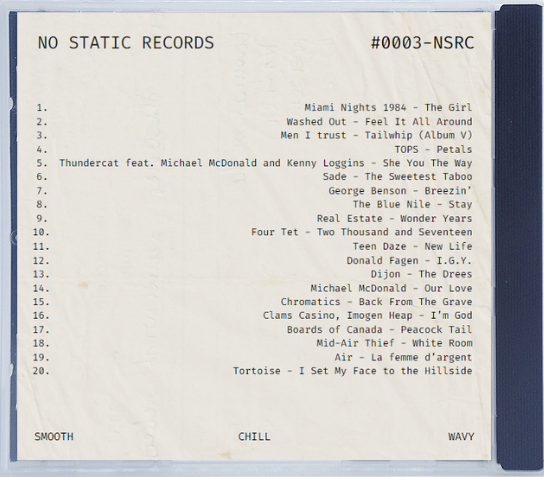 NO STATIC RECORDS #0003-NSRC
1. Miami Nights 1984 - The Girl
2. Washed Out - Feel It All Around
3. Men I trust - Tailwhip (Album V)
4. TOPS - Petals
5. Thundercat feat. Michael McDonald and Kenny Loggins - She You The Way
6. Sade - The Sweetest Taboo
7. George Benson - Breezin’
8. The Blue Nile - Stay
9. Real Estate - Wonder Years
10. Four Tet - Two Thousand and Seventeen
11. Teen Daze - New Life
12. Donald Fagen - I.G.Y.
13. Dijon - The Drees
14. Michael McDonald - Our Love
15. Chromatics - Back From The Grave
16. Clams Casino, Imogen Heap - I’m God
17. Boards of Canada - Peacock Tail
18. Mid-Air Thief - White Room
19. Air - La femme d’argent
20. Tortoise - I Set My Face to the Hillside
SMOOTH CHILL WAVY